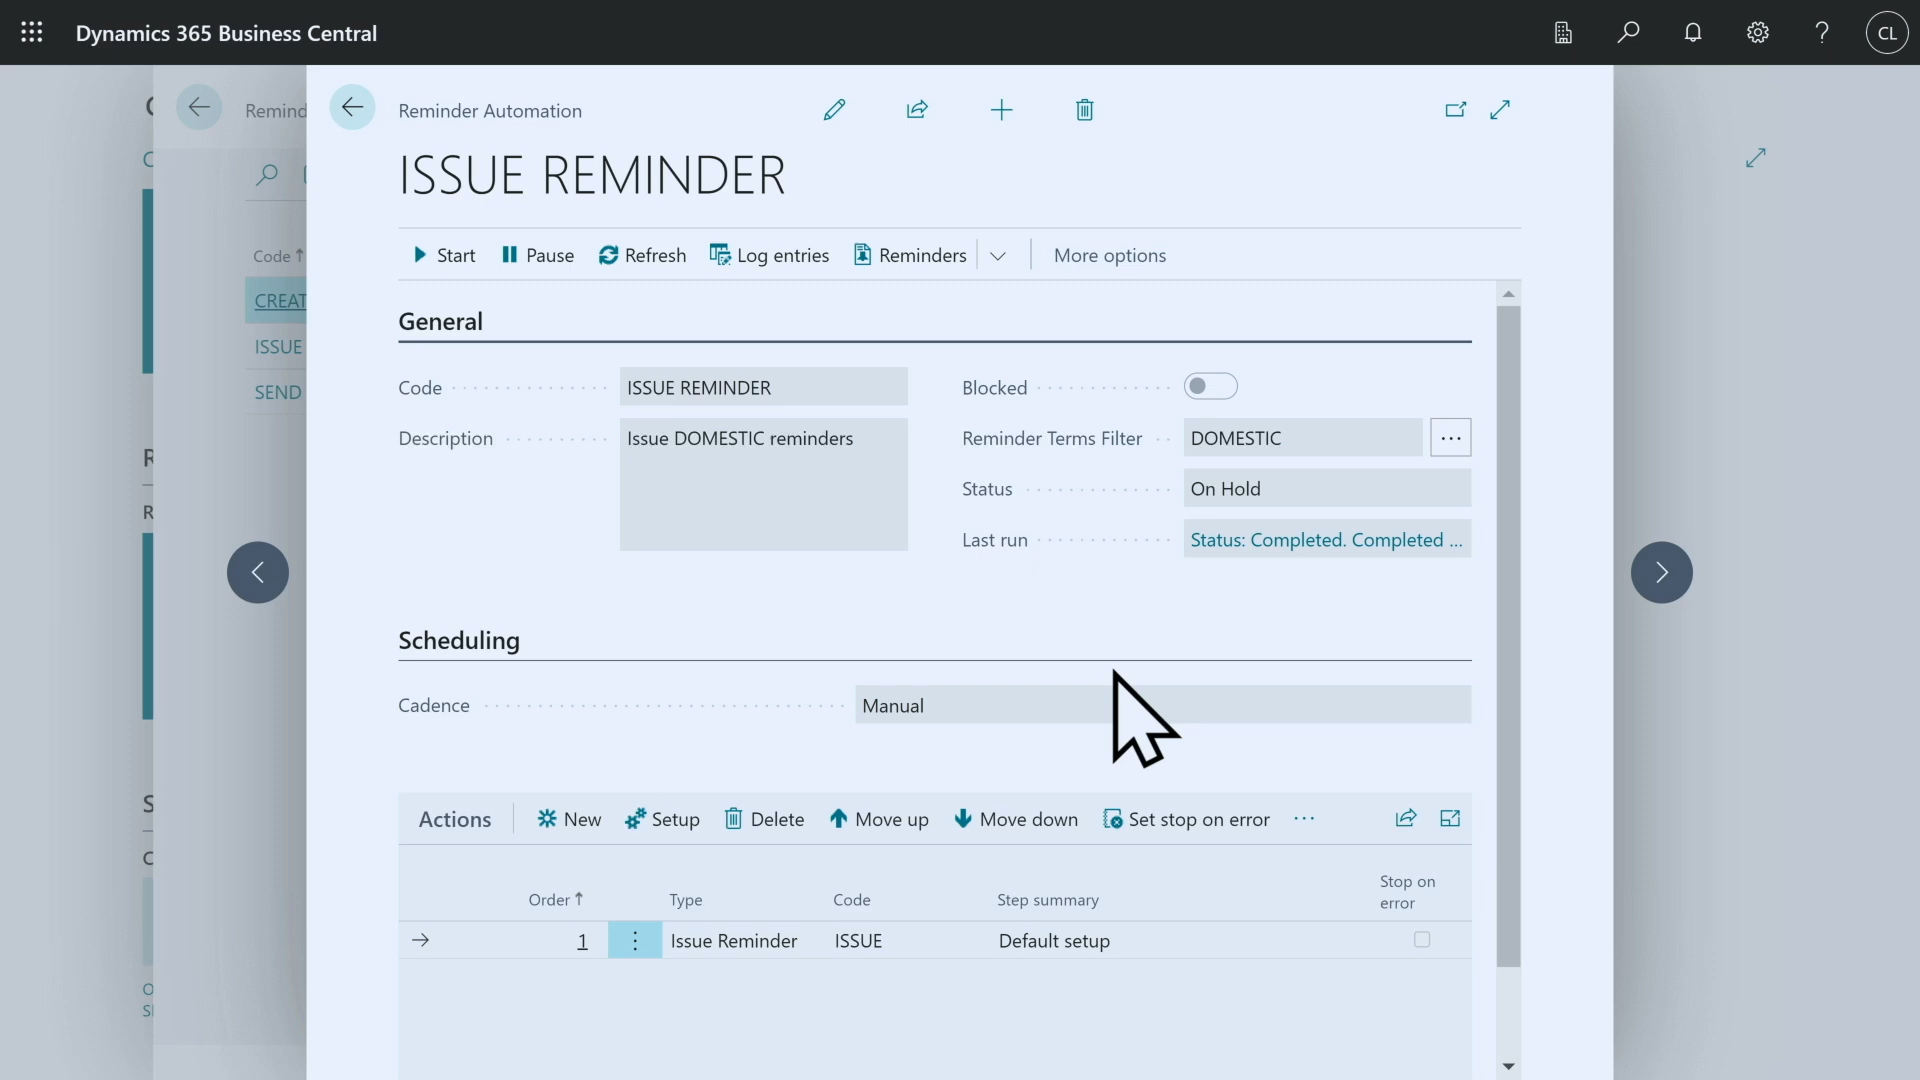 Dynamics 365 Business Central
CL
Remind
Reminder Automation
ISSUE REMINDER
Start Pause Refresh Log entries Reminders More options
Code
CREAT
ISSUE
SEND
General
Code ISSUE REMINDER
Description Issue DOMESTIC reminders
Blocked
Reminder Terms Filter DOMESTIC
Status On Hold
Last run Status: Completed. Completed ...
Scheduling
Cadence Manual
Actions New Setup Delete Move up Move down Set stop on error
Order Type Code Step summary Stop on
error
1 Issue Reminder ISSUE Default setup